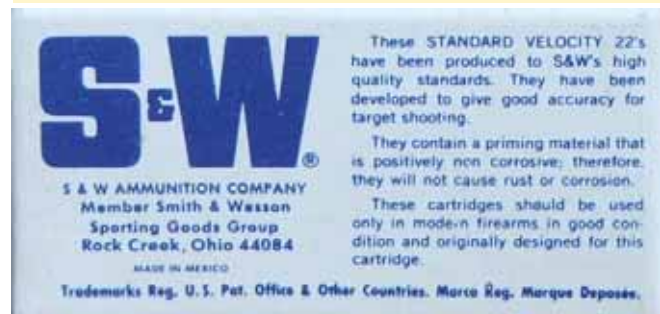 S&W®
S & W AMMUNITION COMPANY
Member Smith & Wesson
Sporting Goods Group
Rock Creek, Ohio 44084
MADE IN MEXICO
These STANDARD VELOCITY 22's
have been produced to S&W's high
quality standards. They have been
developed to give good accuracy for
target shooting.
They contain a priming material that
is positively non corrosive; therefore,
they will not cause rust or corrosion.
These cartridges should be used
only in modern firearms in good con-
dition and originally designed for this
cartridge.
Trademarks Reg. U.S. Pat. Office & Other Countries. Marca Reg. Marque Deposée.